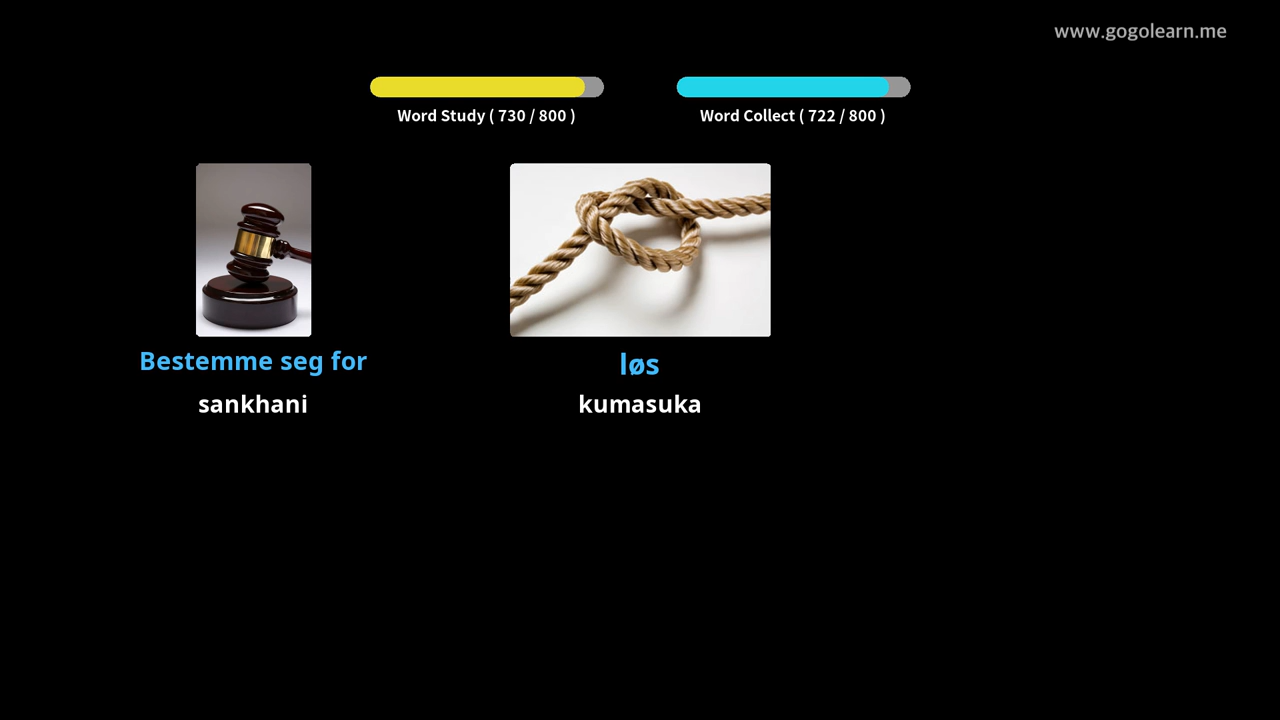 www.gogolearn.me
Word Study ( 730 / 800 )
Word Collect ( 722 / 800 )
Bestemme seg for
sankhani
løs
kumasuka